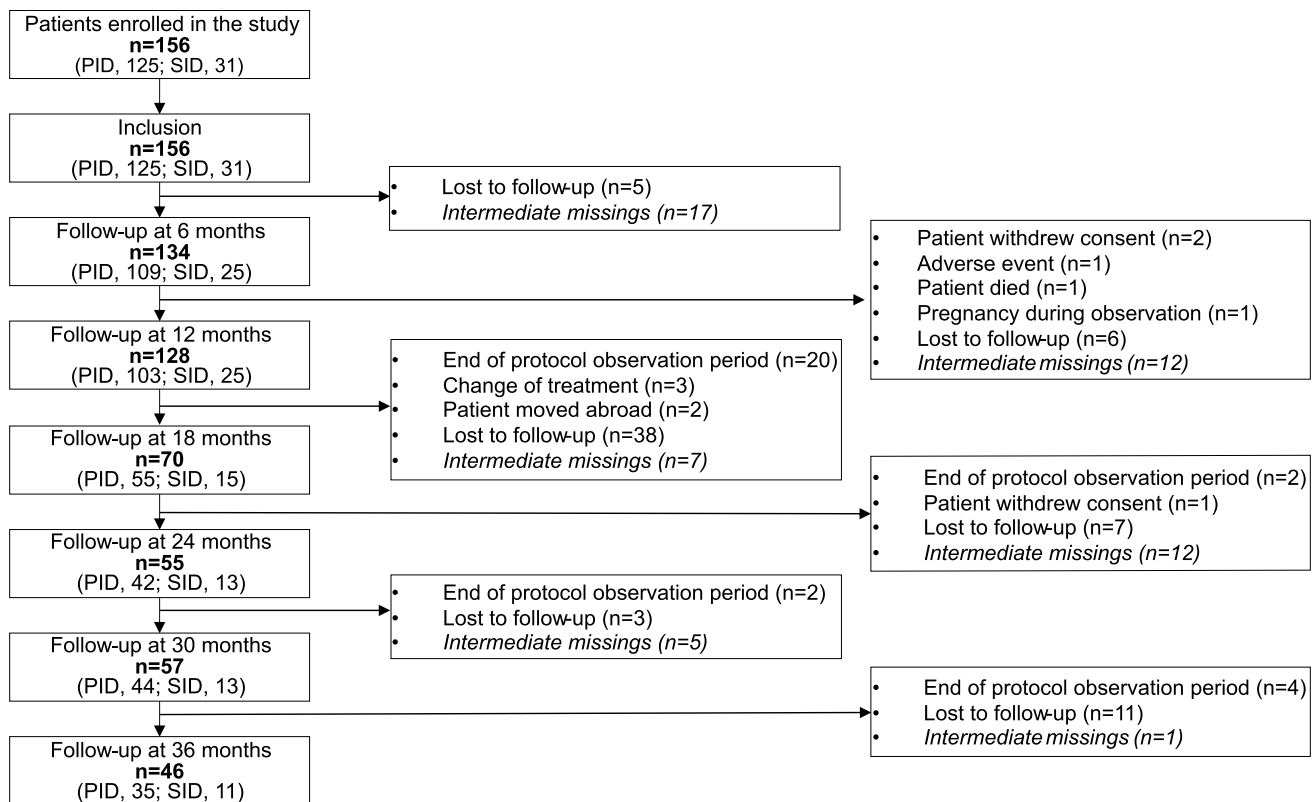 Patients enrolled in the study
n=156
(PID, 125; SID, 31)
Inclusion
n=156
(PID, 125; SID, 31)
• Lost to follow-up (n=5)
• Intermediate missings (n=17)
Follow-up at 6 months
n=134
(PID, 109; SID, 25)
• Patient withdrew consent (n=2)
• Adverse event (n=1)
• Patient died (n=1)
• Pregnancy during observation (n=1)
• Lost to follow-up (n=6)
• Intermediate missings (n=12)
Follow-up at 12 months
n=128
(PID, 103; SID, 25)
• End of protocol observation period (n=20)
• Change of treatment (n=3)
• Patient moved abroad (n=2)
• Lost to follow-up (n=38)
• Intermediate missings (n=7)
Follow-up at 18 months
n=70
(PID, 55; SID, 15)
• End of protocol observation period (n=2)
• Patient withdrew consent (n=1)
• Lost to follow-up (n=7)
• Intermediate missings (n=12)
Follow-up at 24 months
n=55
(PID, 42; SID, 13)
• End of protocol observation period (n=2)
• Lost to follow-up (n=3)
• Intermediate missings (n=5)
Follow-up at 30 months
n=57
(PID, 44; SID, 13)
• End of protocol observation period (n=4)
• Lost to follow-up (n=11)
• Intermediate missings (n=1)
Follow-up at 36 months
n=46
(PID, 35; SID, 11)